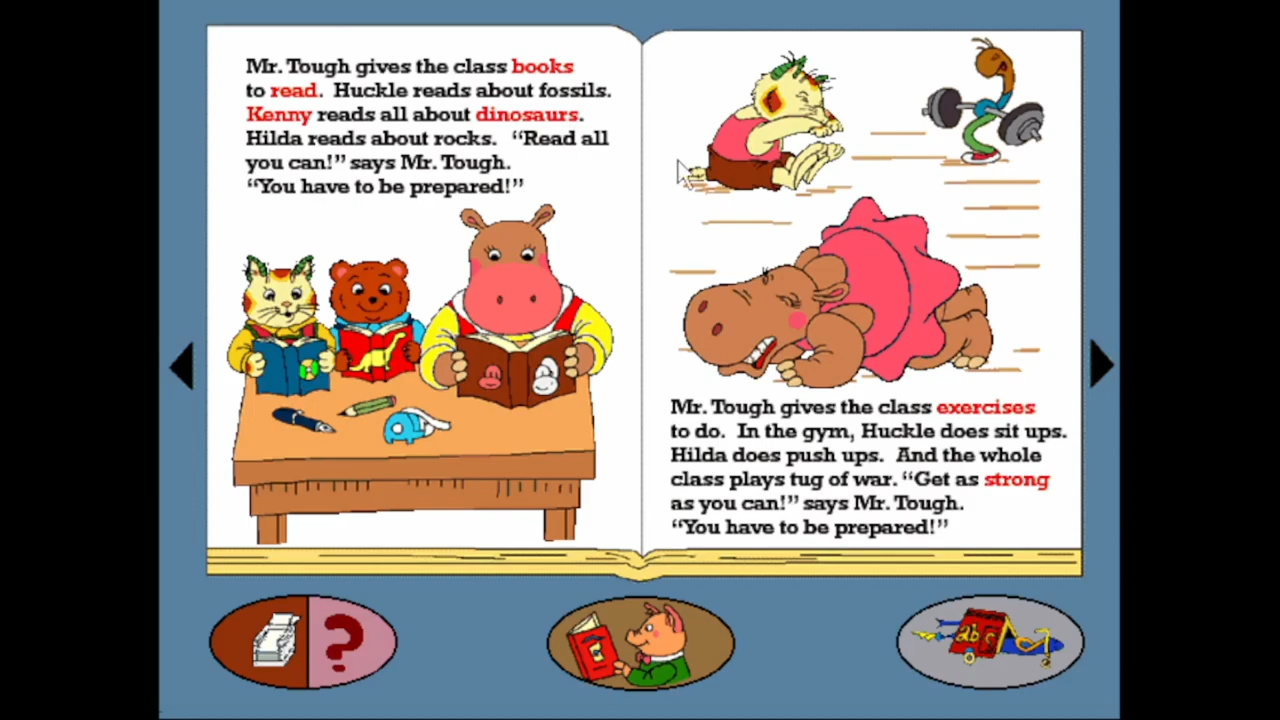 Mr. Tough gives the class books
to read. Huckle reads about fossils.
Kenny reads all about dinosaurs.
Hilda reads about rocks. “Read all
you can!” says Mr. Tough.
“You have to be prepared!”
Mr. Tough gives the class exercises
to do. In the gym, Huckle does sit ups.
Hilda does push ups. And the whole
class plays tug of war. “Get as strong
as you can!” says Mr. Tough.
“You have to be prepared!”
?
abc